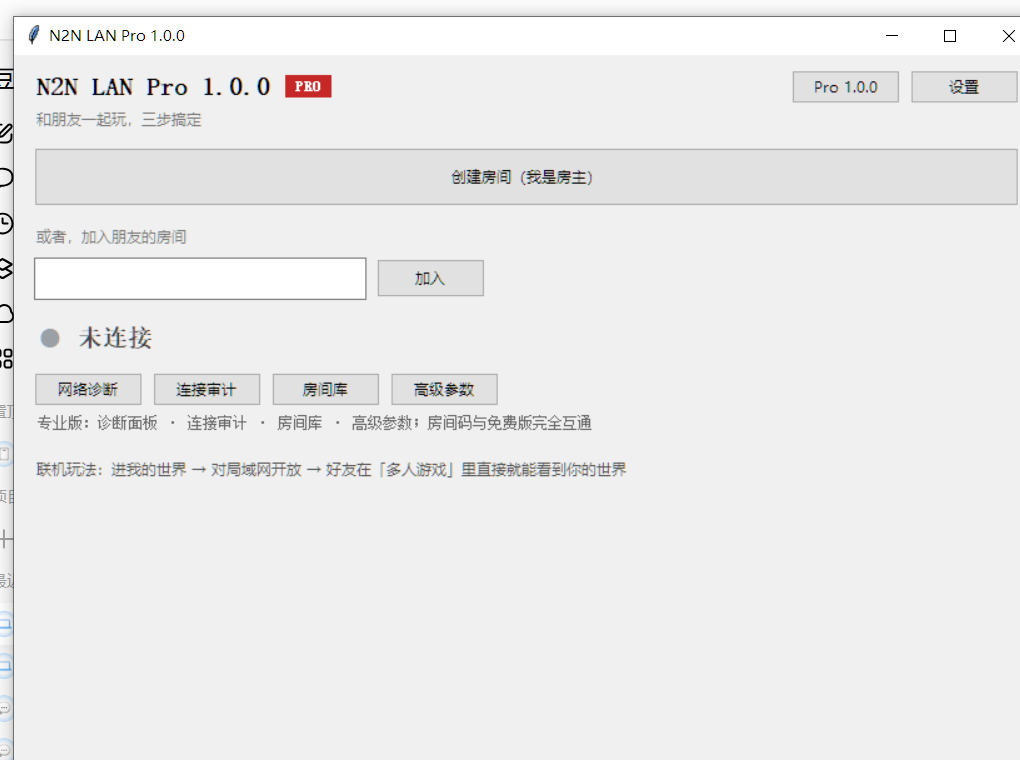 N2N LAN Pro 1.0.0
N2N LAN Pro 1.0.0 PRO Pro 1.0.0 设置
和朋友一起玩，三步搞定
创建房间（我是房主）
或者，加入朋友的房间
加入
未连接
网络诊断 连接审计 房间库 高级参数
专业版：诊断面板 · 连接审计 · 房间库 · 高级参数；房间码与免费版完全互通
联机玩法：进我的世界 → 对局域网开放 → 好友在「多人游戏」里直接就能看到你的世界